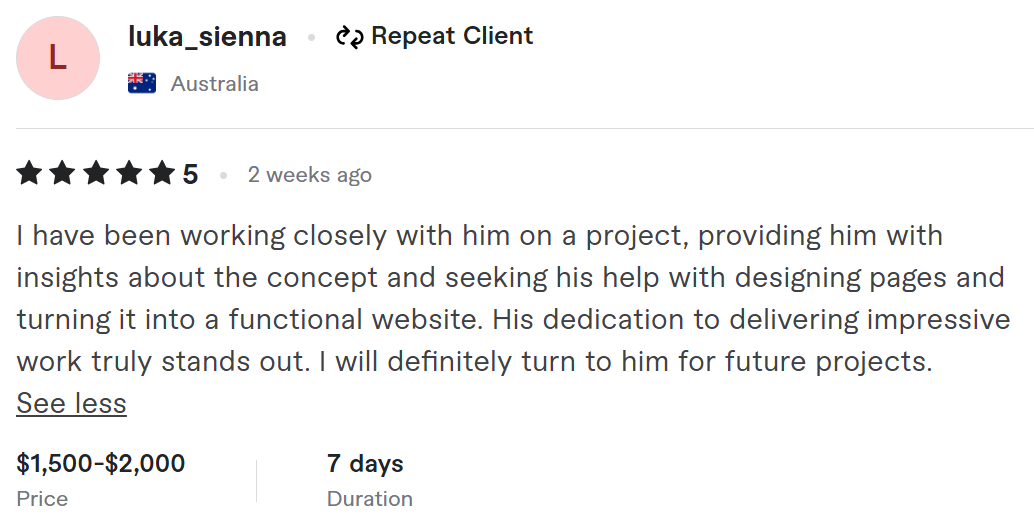 L
luka_sienna • Repeat Client
Australia
5 • 2 weeks ago
I have been working closely with him on a project, providing him with
insights about the concept and seeking his help with designing pages and
turning it into a functional website. His dedication to delivering impressive
work truly stands out. I will definitely turn to him for future projects.
See less
$1,500-$2,000
Price
7 days
Duration